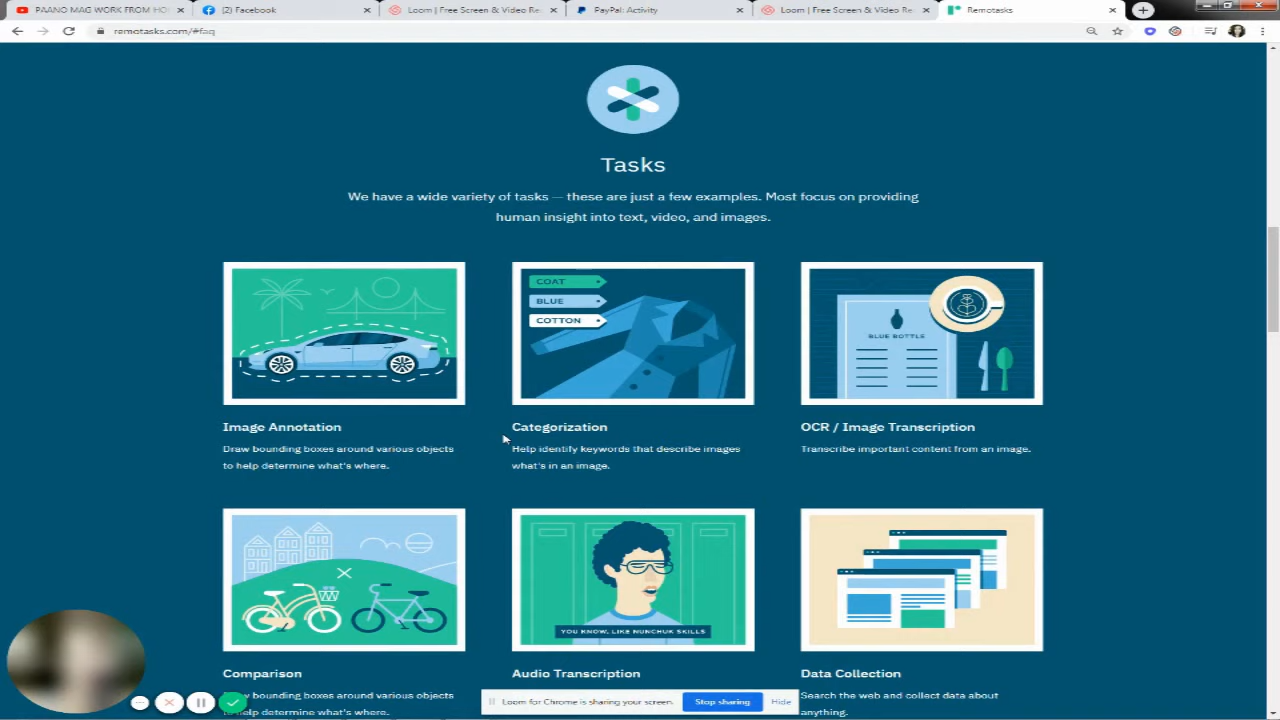 PAANO MAG WORK FROM HO
(2) Facebook
Loom | Free Screen & Video Re
PayPal: Activity
Loom | Free Screen & Video Re
Remotasks
remotasks.com/#faq
Tasks
We have a wide variety of tasks — these are just a few examples. Most focus on providing
human insight into text, video, and images.
COAT
BLUE
COTTON
BLUE BOTTLE
Image Annotation
Categorization
OCR / Image Transcription
Draw bounding boxes around various objects
to help determine what's where.
Help identify keywords that describe images
what's in an image.
Transcribe important content from an image.
YOU KNOW, LIKE NUNCHUK SKILLS
Comparison
Audio Transcription
Data Collection
bounding boxes around various objects
help determine what's where.
Search the web and collect data about
anything.
Loom for Chrome is sharing your screen.
Stop sharing
Hide